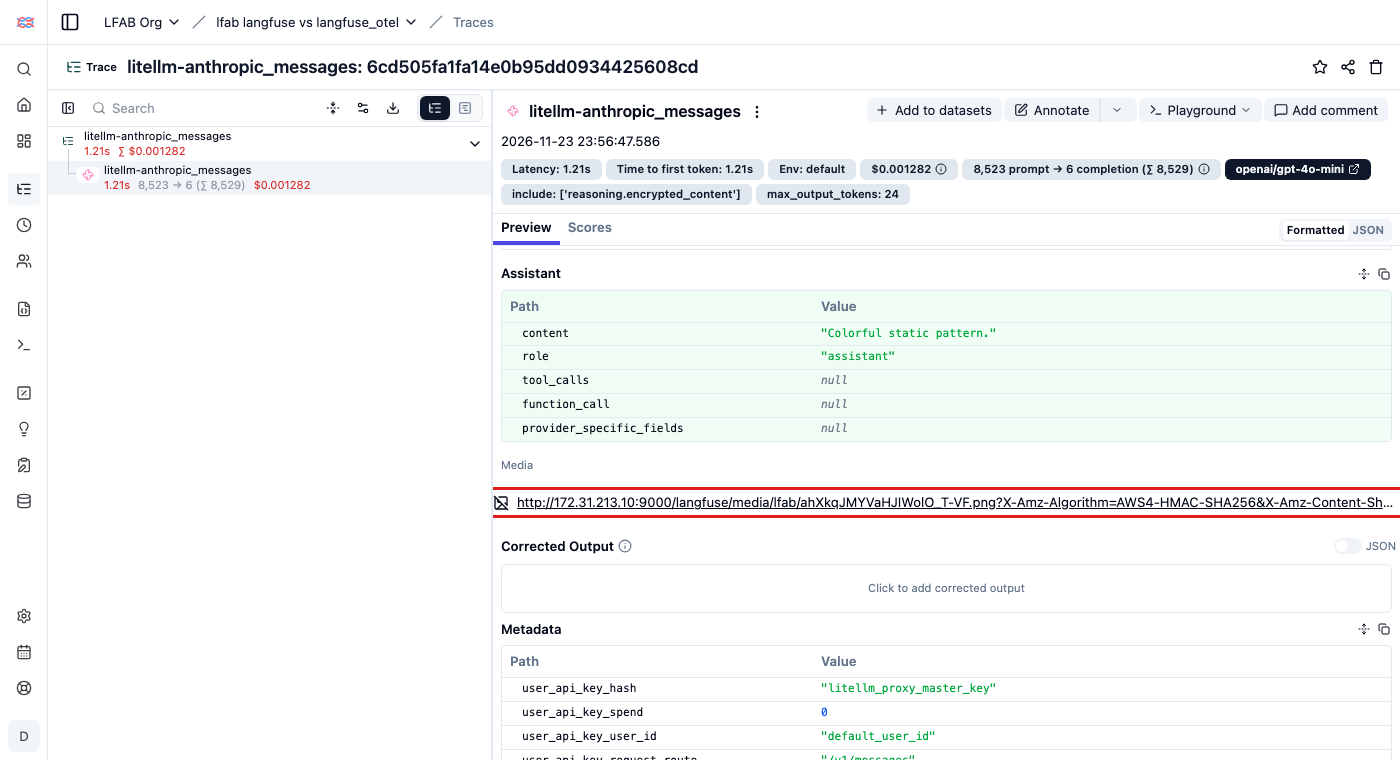 LFAB Org
lfab langfuse vs langfuse_otel
Traces
Trace
litellm-anthropic_messages: 6cd505fa1fa14e0b95dd0934425608cd
Search
litellm-anthropic_messages
1.21s ∑ $0.001282
litellm-anthropic_messages
1.21s 8,523 → 6 (∑ 8,529) $0.001282
litellm-anthropic_messages
Add to datasets
Annotate
Playground
Add comment
2026-11-23 23:56:47.586
Latency: 1.21s
Time to first token: 1.21s
Env: default
$0.001282
8,523 prompt → 6 completion (∑ 8,529)
openai/gpt-4o-mini
include: ['reasoning.encrypted_content']
max_output_tokens: 24
Preview
Scores
Formatted
JSON
Assistant
Path Value
content "Colorful static pattern."
role "assistant"
tool_calls null
function_call null
provider_specific_fields null
Media
http://172.31.213.10:9000/langfuse/media/lfab/ahXkqJMYVaHJIWolO_T-VF.png?X-Amz-Algorithm=AWS4-HMAC-SHA256&X-Amz-Content-Sh...
Corrected Output
JSON
Click to add corrected output
Metadata
Path Value
user_api_key_hash "litellm_proxy_master_key"
user_api_key_spend 0
user_api_key_user_id "default_user_id"
user_api_key_request_route "/v1/messages"
D